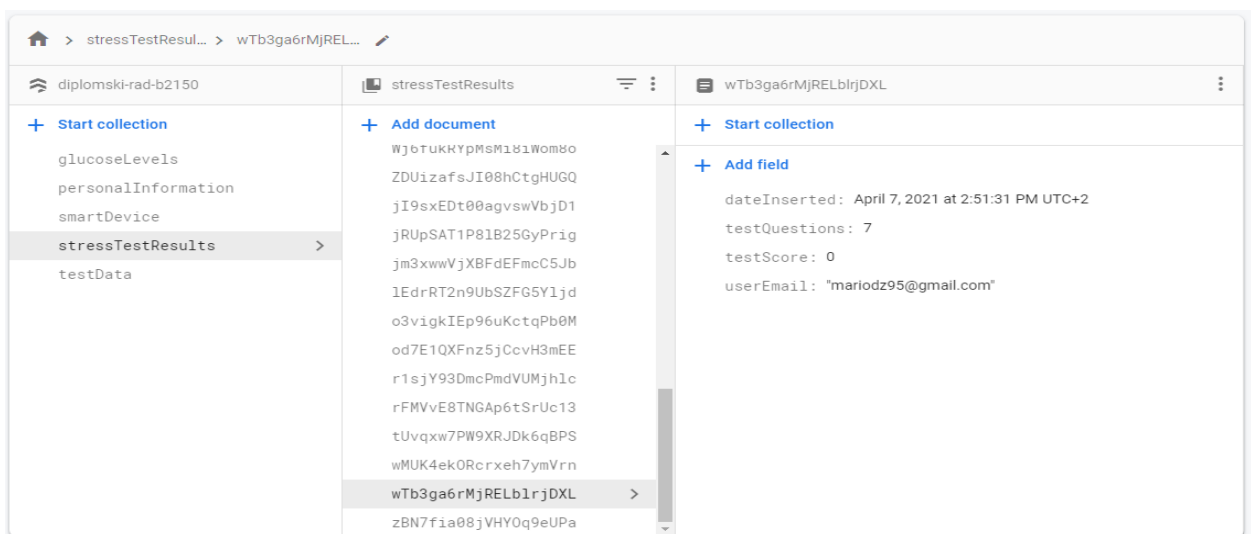 stressTestResul... > wTb3ga6rMjREL...
diplomski-rad-b2150
Start collection
glucoseLevels
personalInformation
smartDevice
stressTestResults
testData
stressTestResults
Add document
Wj6fukRYpMsMi8iWom8o
ZDUizafsJI08hCtgHUGQ
jI9sxEDt00agvswVbjD1
jRUpSAT1P8lB25GyPrig
jm3xwwVjXBFdEFmcC5Jb
lEdrRT2n9UbSZFG5Yljd
o3vigkIEp96uKctqPb0M
od7E1QXFnz5jCcvH3mEE
r1sjY93DmcPmdVUMjhlc
rFMVvE8TNGAp6tSrUc13
tUvqxw7PW9XRJDk6qBPS
wMUK4ekORcrxeh7ymVrn
wTb3ga6rMjRELblrjDXL
zBN7fia08jVHYOq9eUPa
wTb3ga6rMjRELblrjDXL
Start collection
Add field
dateInserted: April 7, 2021 at 2:51:31 PM UTC+2
testQuestions: 7
testScore: 0
userEmail: "mariodz95@gmail.com"